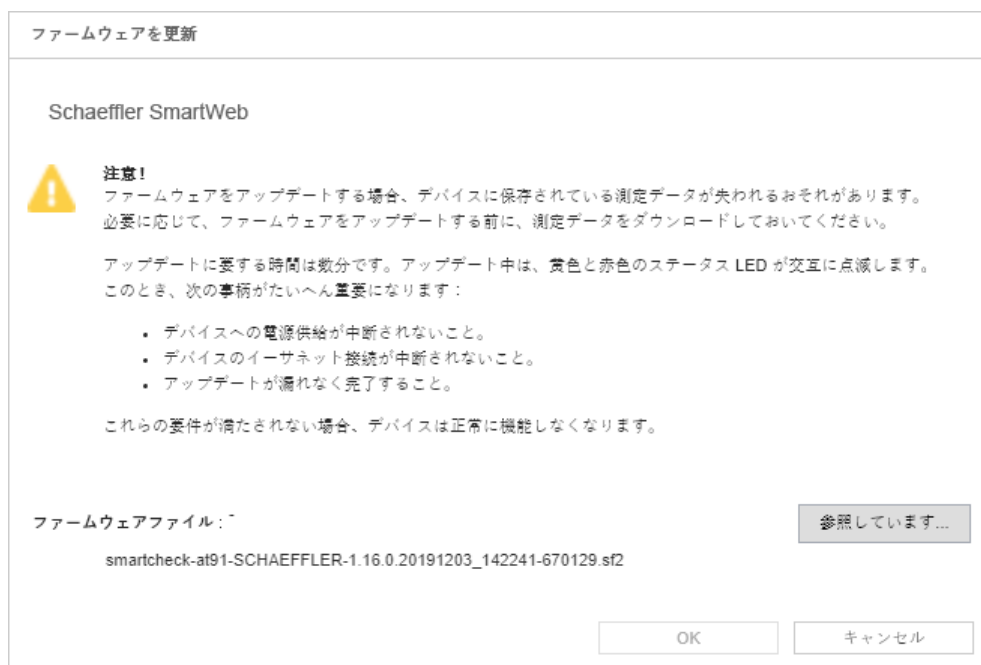 ファームウェアを更新
Schaeffler SmartWeb
注意!
ファームウェアをアップデートする場合、デバイスに保存されている測定データが失われるおそれがあります。
必要に応じて、ファームウェアをアップデートする前に、測定データをダウンロードしておいてください。
アップデートに要する時間は数分です。アップデート中は、黄色と赤色のステータス LED が交互に点滅します。
このとき、次の事柄がたいへん重要になります：
• デバイスへの電源供給が中断されないこと。
• デバイスのイーサネット接続が中断されないこと。
• アップデートが漏れなく完了すること。
これらの要件が満たされない場合、デバイスは正常に機能しなくなります。
ファームウェアファイル : -
参照しています...
smartcheck-at91-SCHAEFFLER-1.16.0.20191203_142241-670129.sf2
OK
キャンセル